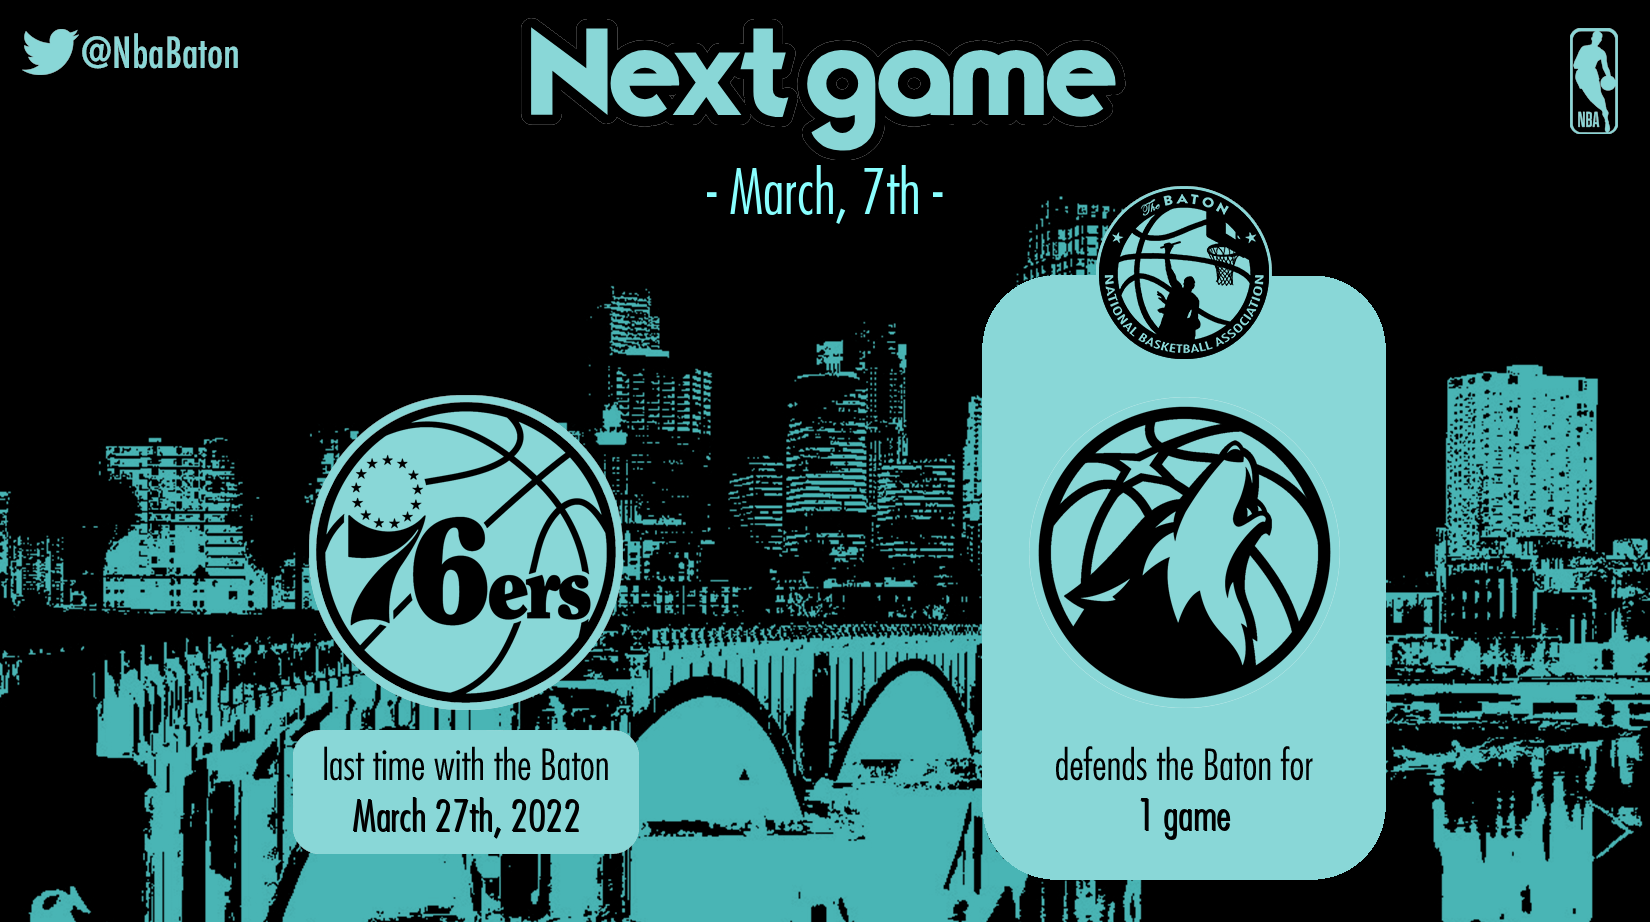 @NbaBaton
Next game
NBA
- March, 7th -
The BATON
NATIONAL BASKETBALL ASSOCIATION
76ers
last time with the Baton
March 27th, 2022
defends the Baton for
1 game